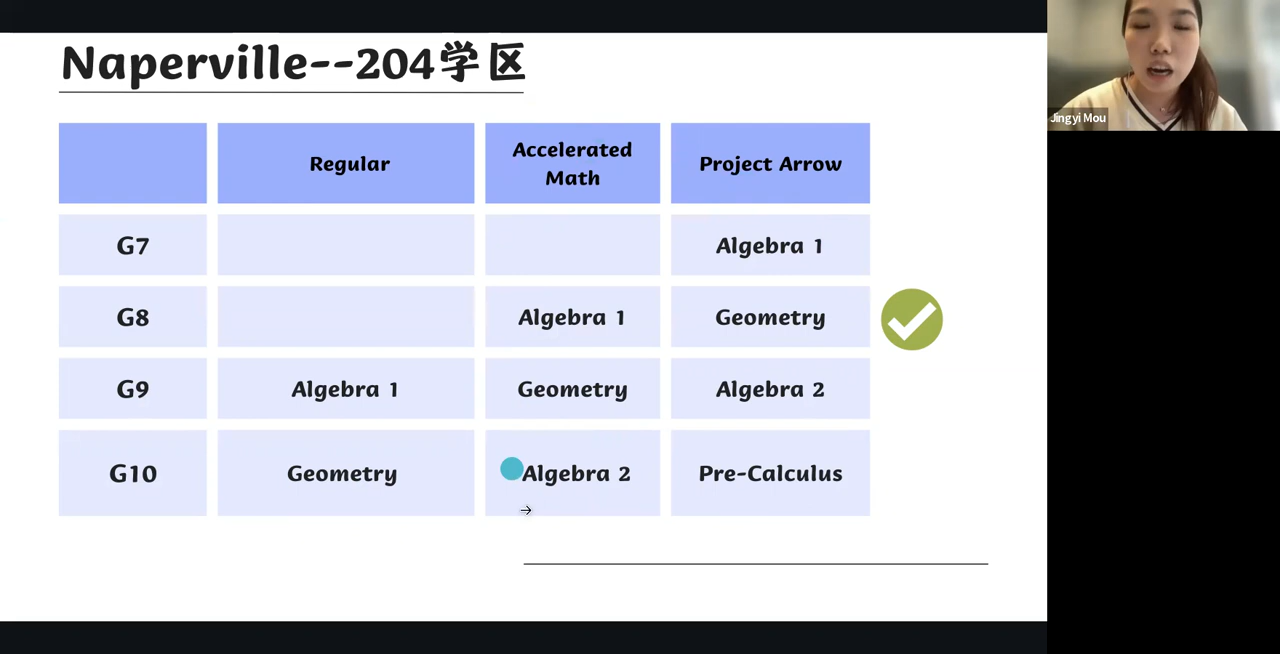 Naperville--204学区
Regular
Accelerated
Math
Project Arrow
G7
Algebra 1
G8
Algebra 1
Geometry
G9
Algebra 1
Geometry
Algebra 2
G10
Geometry
Algebra 2
Pre-Calculus
Jingyi Mou